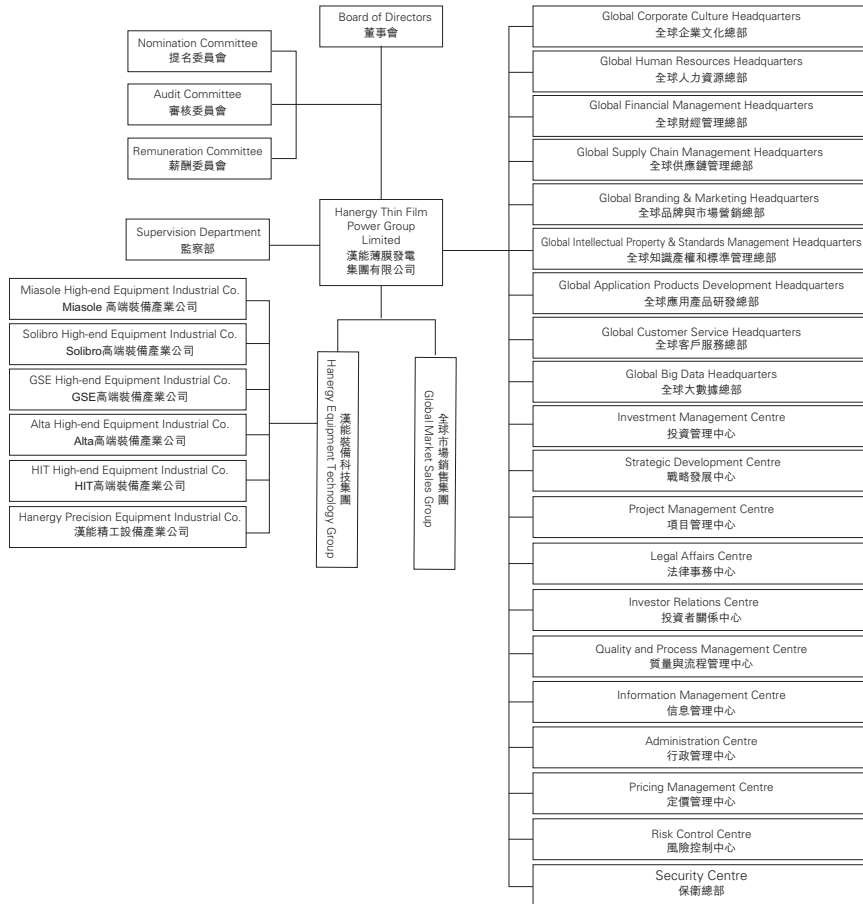 Board of Directors
董事會
Nomination Committee
提名委員會
Audit Committee
審核委員會
Remuneration Committee
薪酬委員會
Supervision Department
監察部
Hanergy Thin Film
Power Group
Limited
漢能薄膜發電
集團有限公司
Miasole High-end Equipment Industrial Co.
Miasole 高端裝備產業公司
Solibro High-end Equipment Industrial Co.
Solibro高端裝備產業公司
GSE High-end Equipment Industrial Co.
GSE高端裝備產業公司
Alta High-end Equipment Industrial Co.
Alta高端裝備產業公司
HIT High-end Equipment Industrial Co.
HIT高端裝備產業公司
Hanergy Precision Equipment Industrial Co.
漢能精工設備產業公司
漢能裝備科技集團
Hanergy Equipment Technology Group
全球市場銷售集團
Global Market Sales Group
Global Corporate Culture Headquarters
全球企業文化總部
Global Human Resources Headquarters
全球人力資源總部
Global Financial Management Headquarters
全球財經管理總部
Global Supply Chain Management Headquarters
全球供應鏈管理總部
Global Branding & Marketing Headquarters
全球品牌與市場營銷總部
Global Intellectual Property & Standards Management Headquarters
全球知識產權和標準管理總部
Global Application Products Development Headquarters
全球應用產品研發總部
Global Customer Service Headquarters
全球客戶服務總部
Global Big Data Headquarters
全球大數據總部
Investment Management Centre
投資管理中心
Strategic Development Centre
戰略發展中心
Project Management Centre
項目管理中心
Legal Affairs Centre
法律事務中心
Investor Relations Centre
投資者關係中心
Quality and Process Management Centre
質量與流程管理中心
Information Management Centre
信息管理中心
Administration Centre
行政管理中心
Pricing Management Centre
定價管理中心
Risk Control Centre
風險控制中心
Security Centre
保衛總部